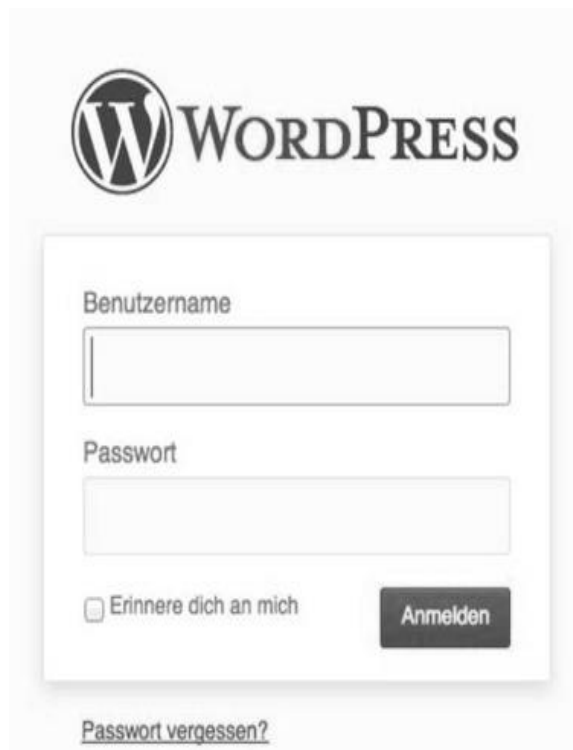 WORDPRESS
Benutzername
Passwort
Erinnere dich an mich
Anmelden
Passwort vergessen?